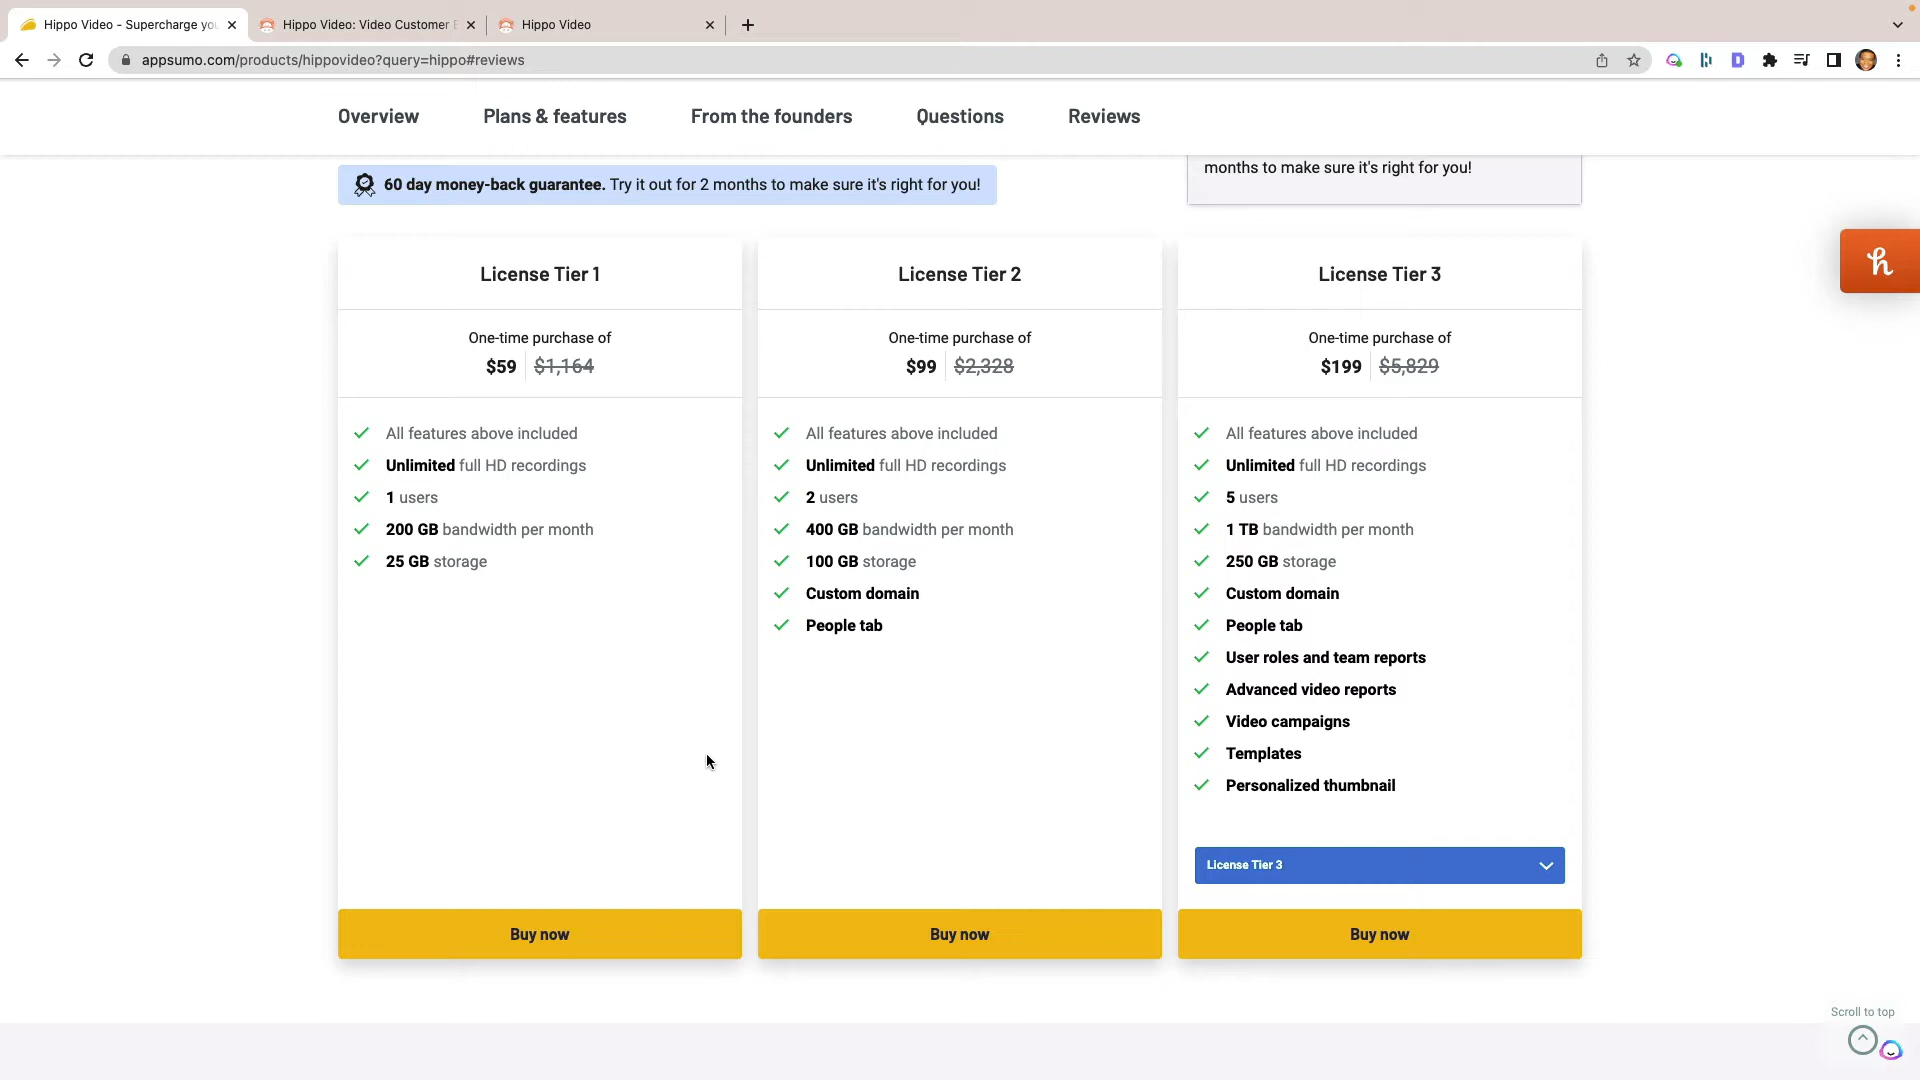 Hippo Video - Supercharge you
Hippo Video: Video Customer E
Hippo Video
appsumo.com/products/hippovideo?query=hippo#reviews
Overview
Plans & features
From the founders
Questions
Reviews
60 day money-back guarantee. Try it out for 2 months to make sure it's right for you!
months to make sure it's right for you!
License Tier 1
One-time purchase of
$59 $1,164
All features above included
Unlimited full HD recordings
1 users
200 GB bandwidth per month
25 GB storage
Buy now
License Tier 2
One-time purchase of
$99 $2,328
All features above included
Unlimited full HD recordings
2 users
400 GB bandwidth per month
100 GB storage
Custom domain
People tab
Buy now
License Tier 3
One-time purchase of
$199 $5,829
All features above included
Unlimited full HD recordings
5 users
1 TB bandwidth per month
250 GB storage
Custom domain
People tab
User roles and team reports
Advanced video reports
Video campaigns
Templates
Personalized thumbnail
License Tier 3
Buy now
h
Scroll to top